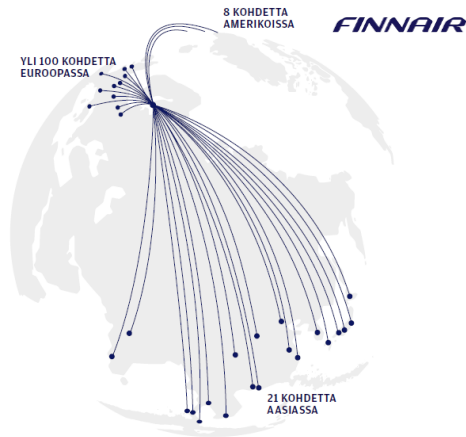 8 KOHDETTA
AMERIKOISSA
FINNAIR
YLI 100 KOHDETTA
EUROOPASSA
21 KOHDETTA
AASIASSA